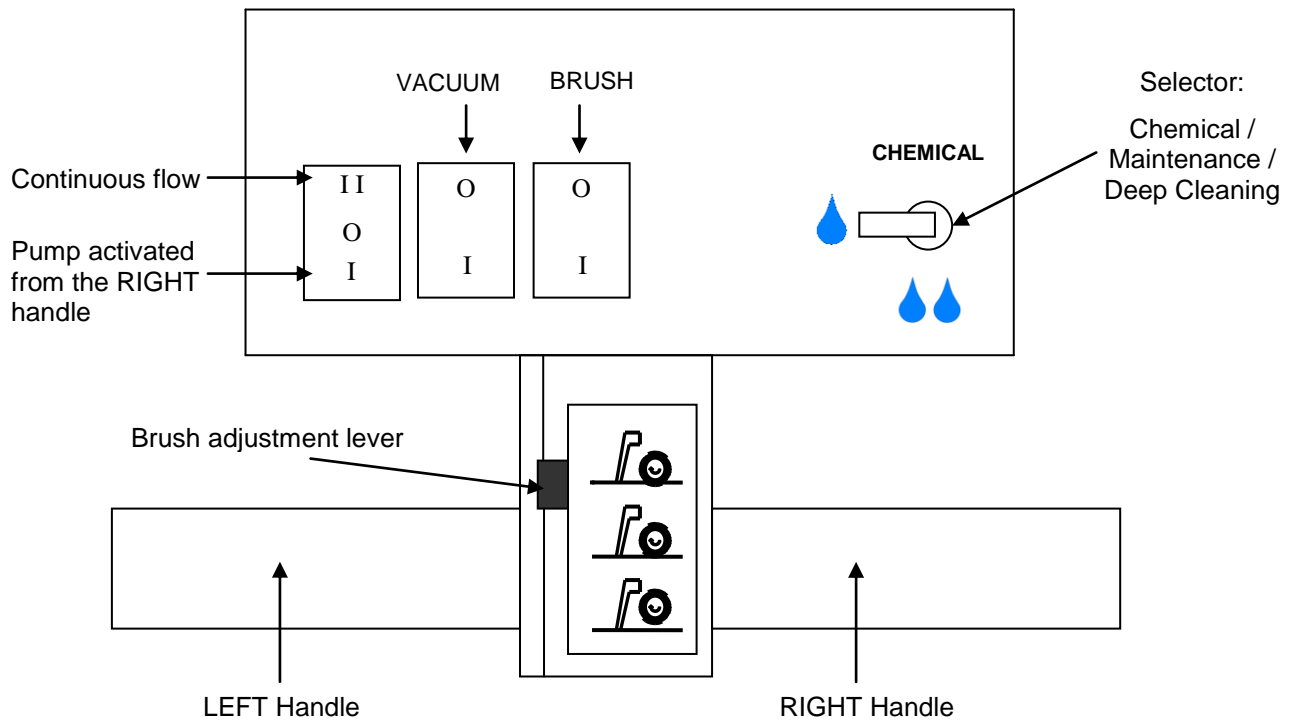 VACUUM
BRUSH
Selector:
Chemical /
Maintenance /
Deep Cleaning
CHEMICAL
Continuous flow
II
O
I
O
I
O
I
Pump activated
from the RIGHT
handle
Brush adjustment lever
LEFT Handle
RIGHT Handle